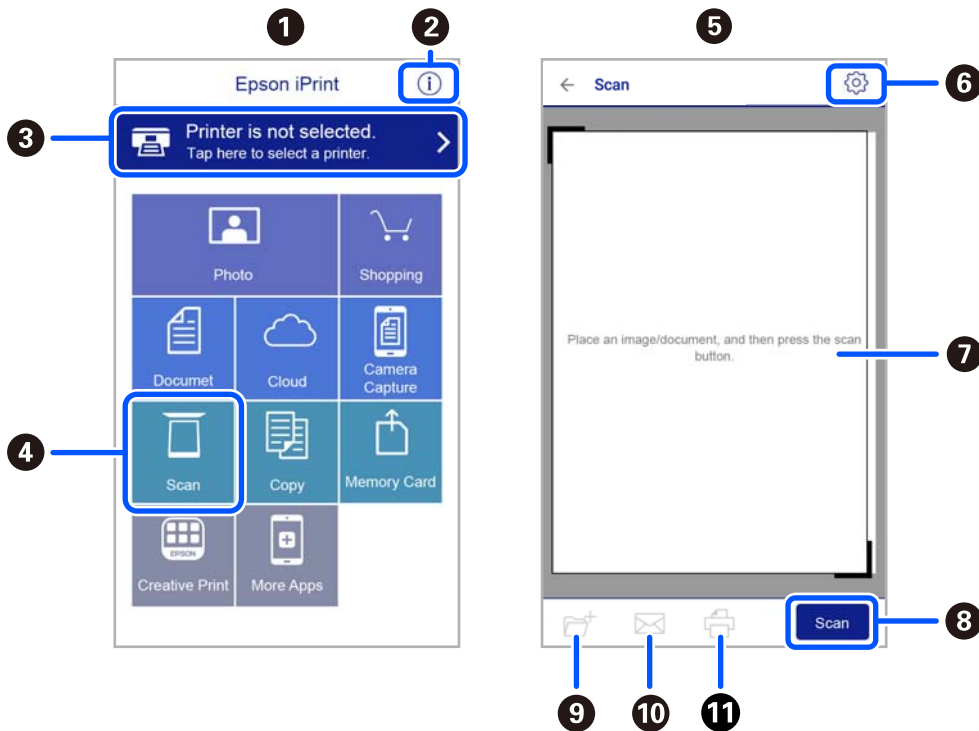 1
2
5
Epson iPrint
i
Scan
6
3
Printer is not selected.
Tap here to select a printer.
Photo
Shopping
Documet
Cloud
Camera
Capture
Place an image/document, and then press the scan
button.
7
4
Scan
Copy
Memory Card
EPSON
Creative Print
More Apps
Scan
8
9
10
11